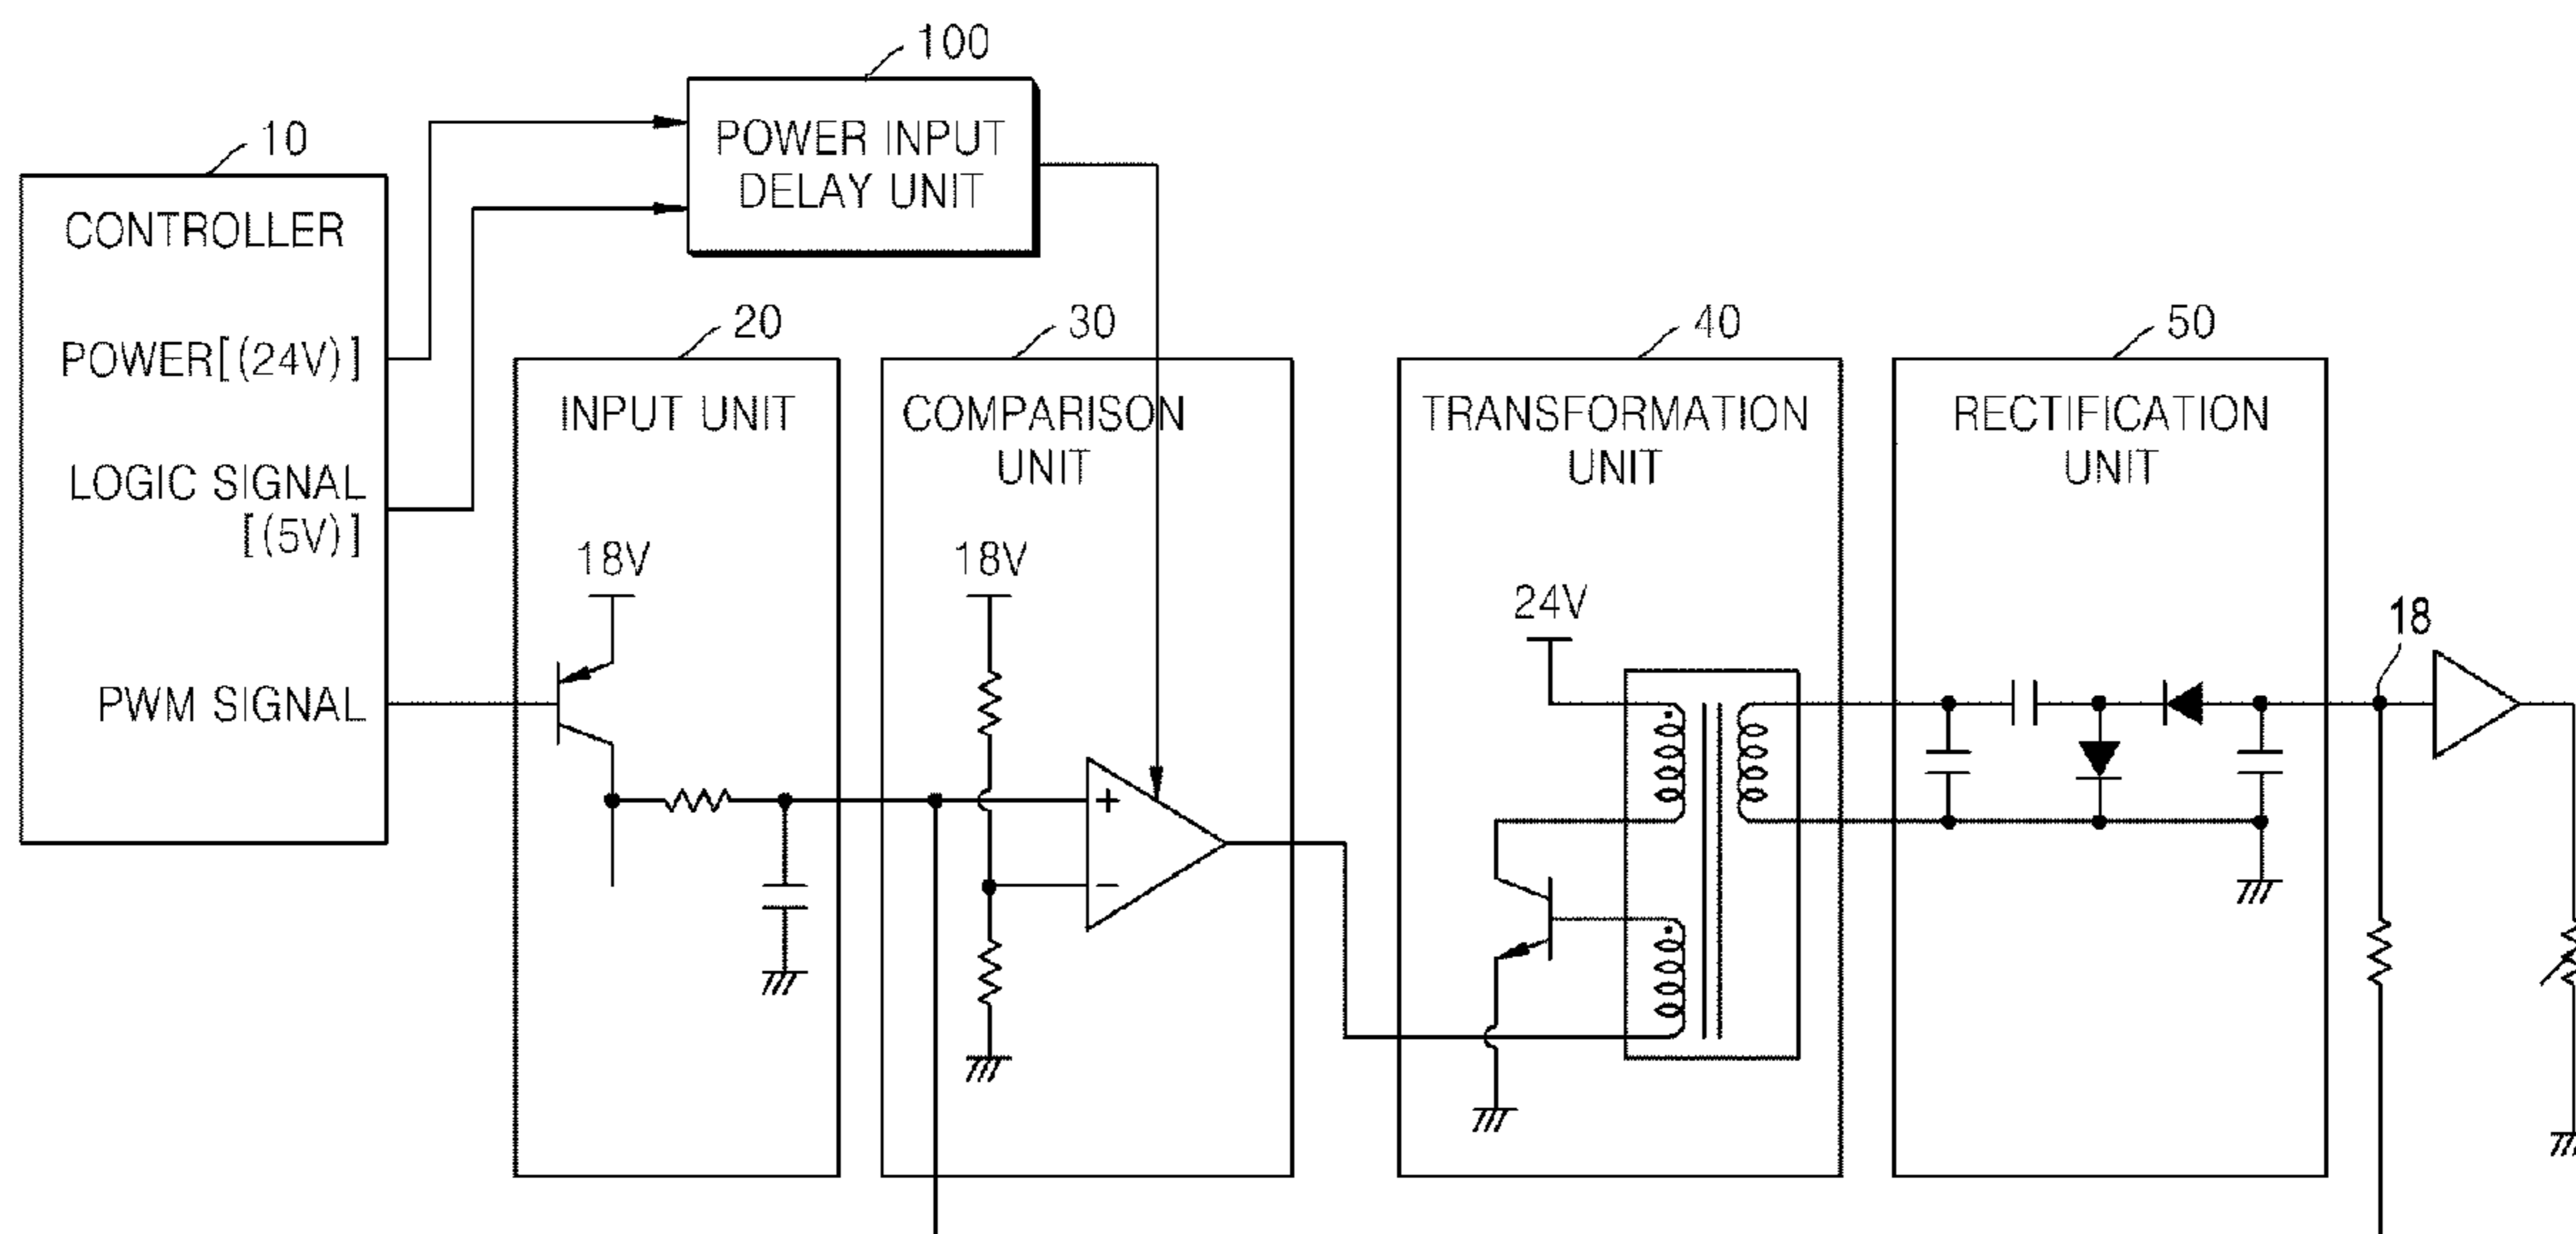 100
POWER INPUT
DELAY UNIT
10
CONTROLLER
POWER[(24V)]
LOGIC SIGNAL
[(5V)]
PWM SIGNAL
20
INPUT UNIT
18V
30
COMPARISON
UNIT
18V
+
−
40
TRANSFORMATION
UNIT
24V
50
RECTIFICATION
UNIT
18